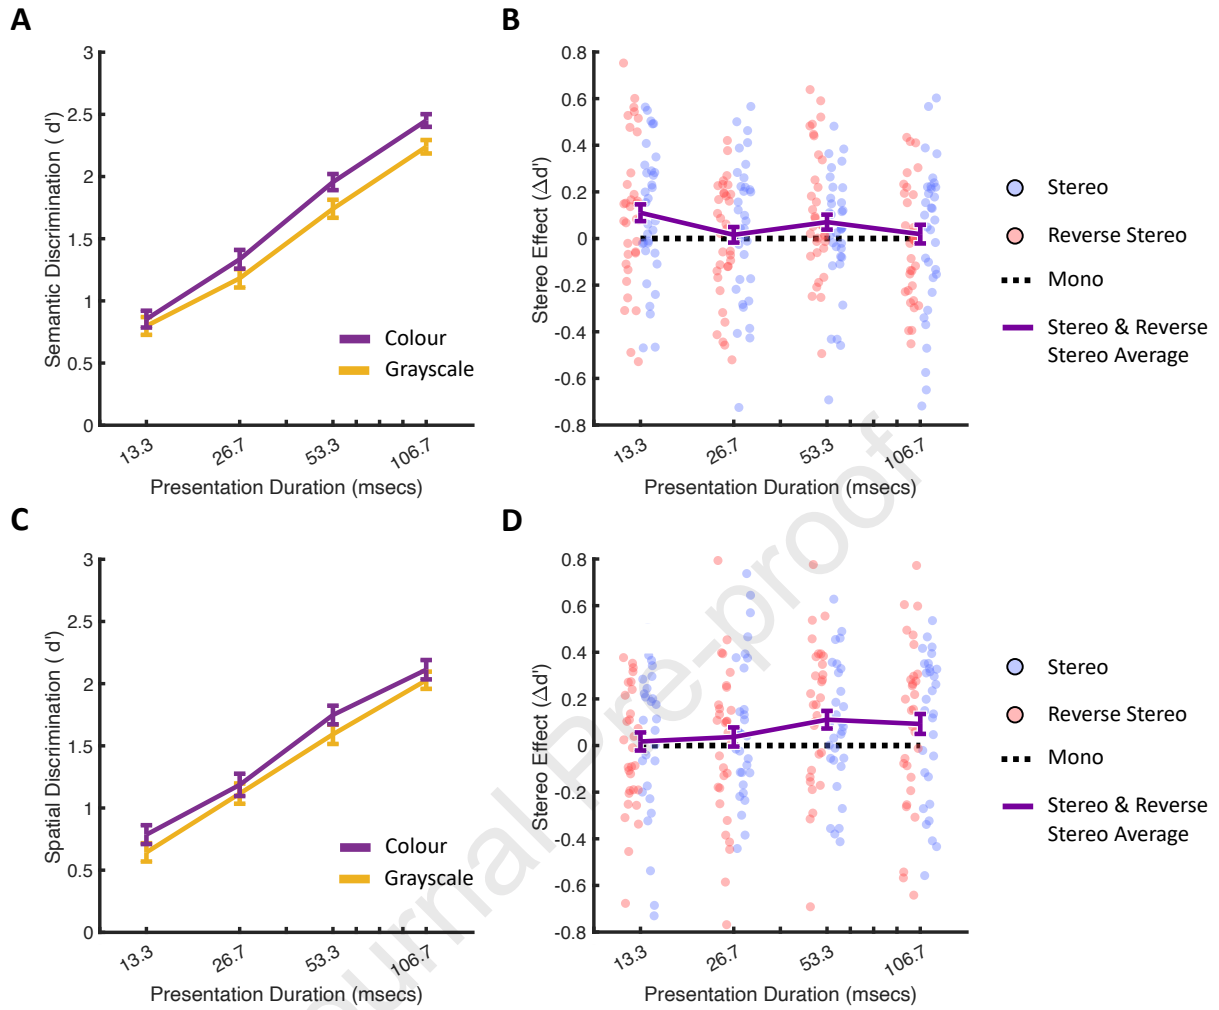 A
3
2.5
2
1.5
1
0.5
0
Semantic Discrimination ( d')
Colour
Grayscale
13.3
26.7
53.3
106.7
Presentation Duration (msecs)
B
0.8
0.6
0.4
0.2
0
-0.2
-0.4
-0.6
-0.8
Stereo Effect (Δd')
13.3
26.7
53.3
106.7
Presentation Duration (msecs)
Stereo
Reverse Stereo
Mono
Stereo & Reverse
Stereo Average
C
3
2.5
2
1.5
1
0.5
0
Spatial Discrimination ( d')
Colour
Grayscale
13.3
26.7
53.3
106.7
Presentation Duration (msecs)
D
0.8
0.6
0.4
0.2
0
-0.2
-0.4
-0.6
-0.8
Stereo Effect (Δd')
13.3
26.7
53.3
106.7
Presentation Duration (msecs)
Stereo
Reverse Stereo
Mono
Stereo & Reverse
Stereo Average
ournal Pre-proof